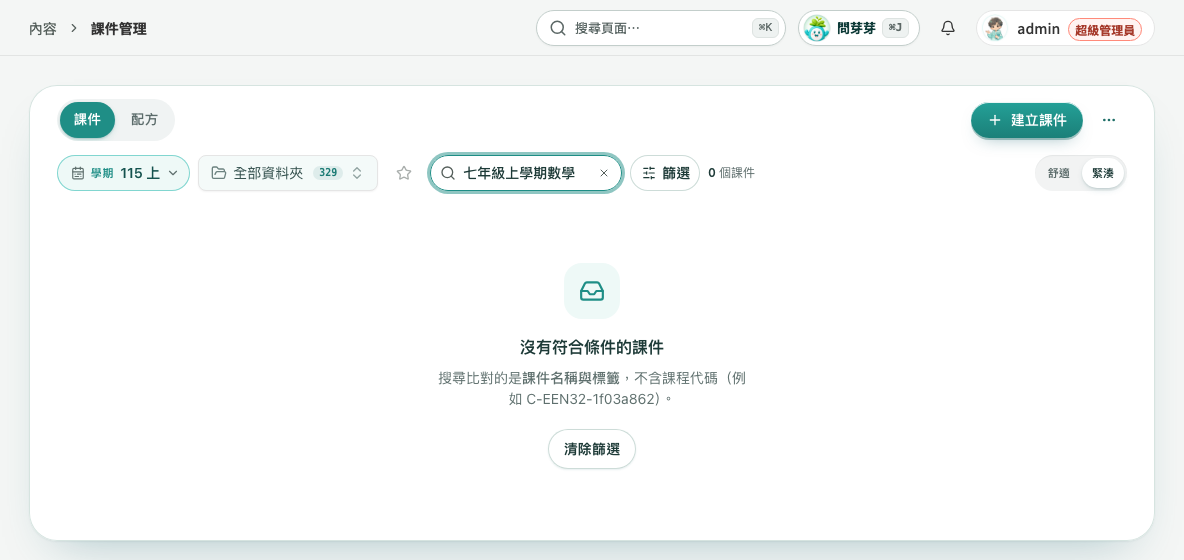 內容 > 課件管理
搜尋頁面… ⌘K
問芽芽 ⌘J
admin 超級管理員
課件 配方
+ 建立課件 …
學期 115 上
全部資料夾 329
七年級上學期數學 ×
篩選
0 個課件
舒適 緊湊
沒有符合條件的課件
搜尋比對的是課件名稱與標籤，不含課程代碼（例
如 C-EEN32-1f03a862）。
清除篩選